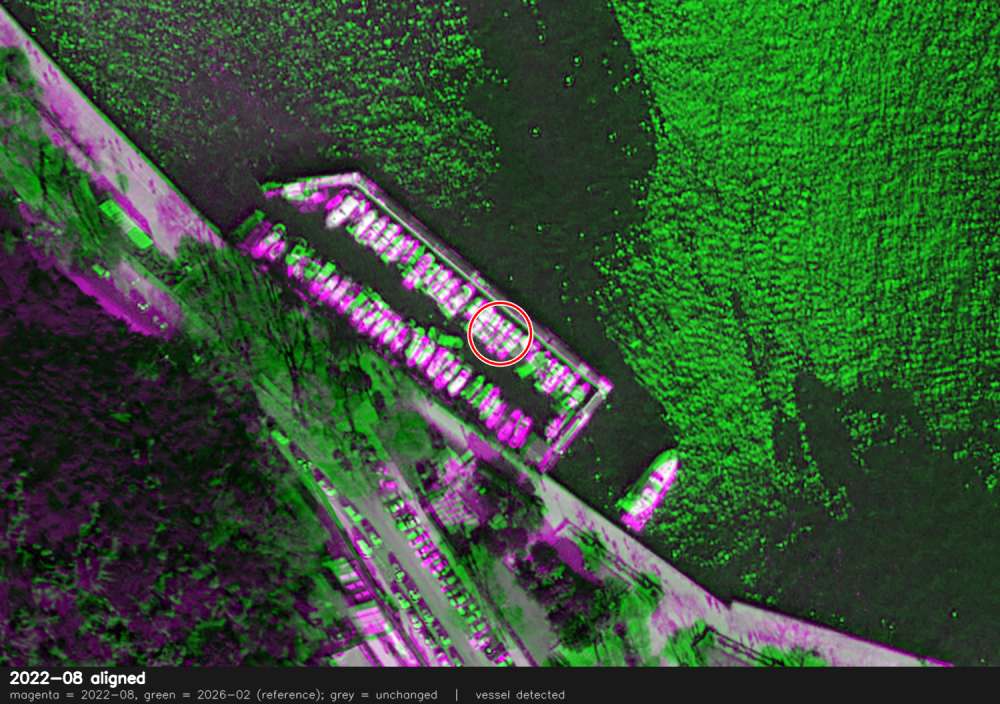 2022-08 aligned
magenta = 2022-08, green = 2026-02 (reference); grey = unchanged | vessel detected